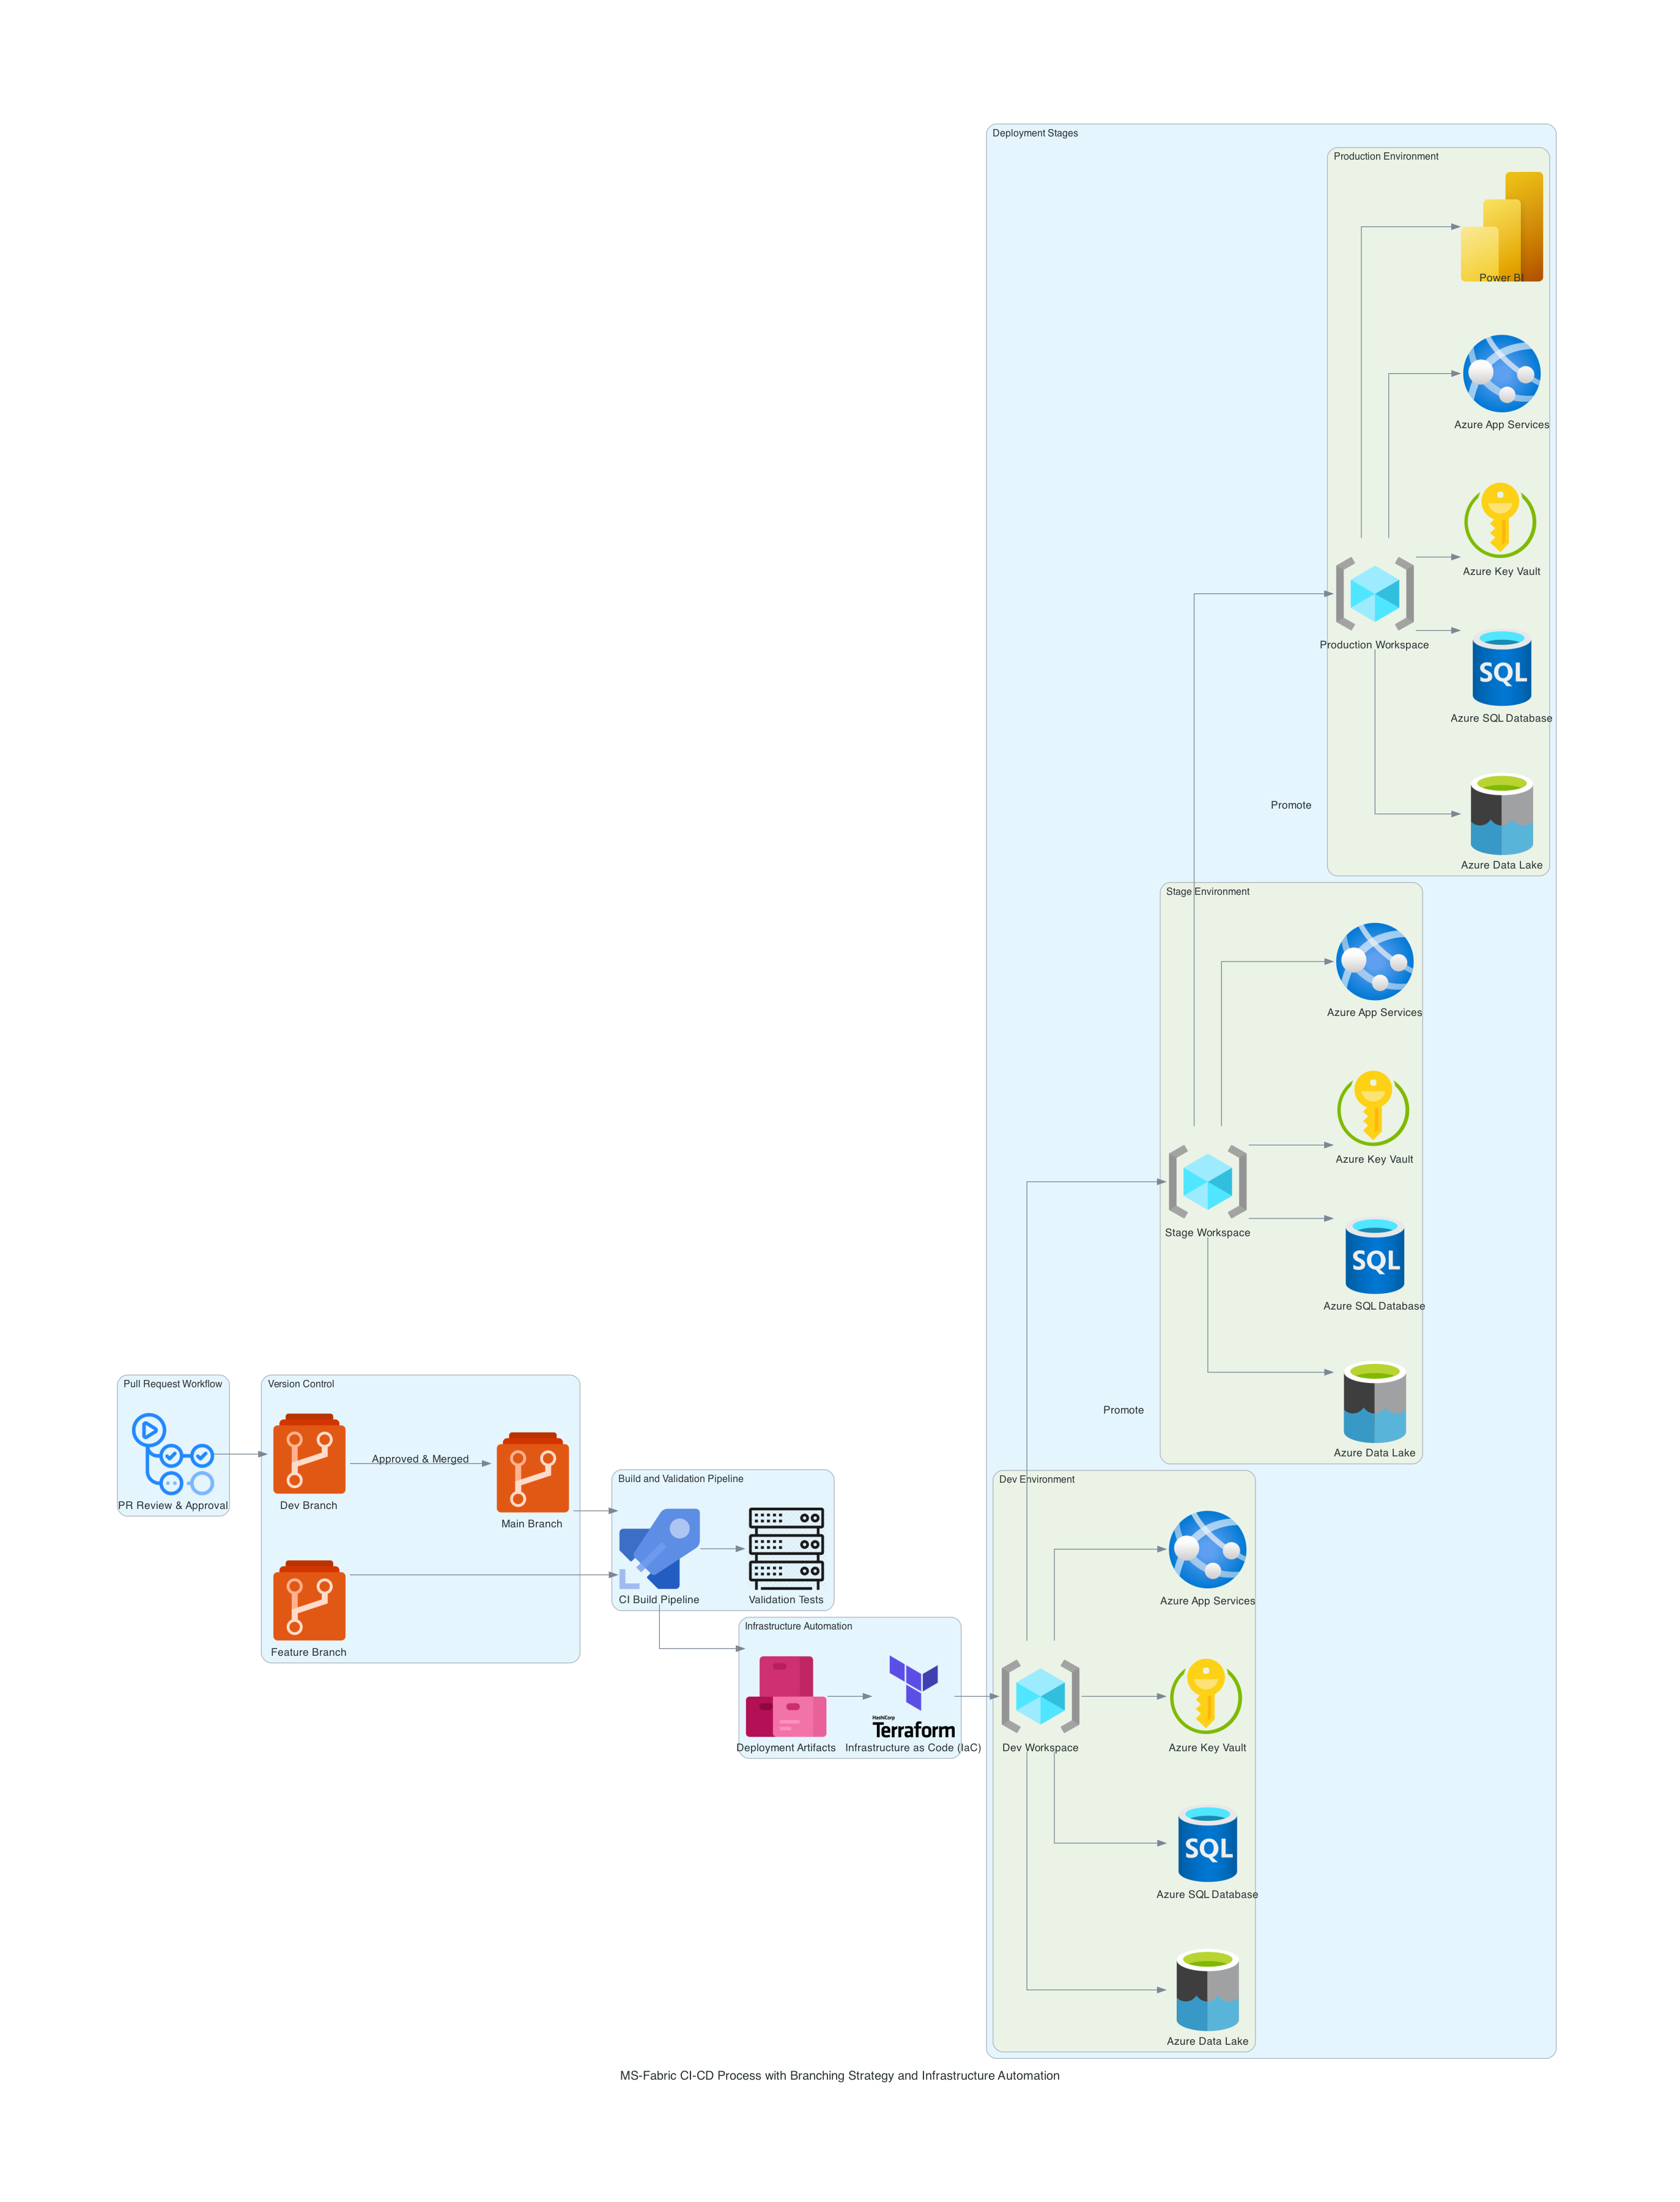 Deployment Stages
Production Environment
Power BI
Azure App Services
Azure Key Vault
Production Workspace
SQL
Azure SQL Database
Promote
Azure Data Lake
Stage Environment
Azure App Services
Azure Key Vault
Stage Workspace
SQL
Azure SQL Database
Promote
Azure Data Lake
Pull Request Workflow
PR Review & Approval
Version Control
Dev Branch
Approved & Merged
Main Branch
Feature Branch
Build and Validation Pipeline
CI Build Pipeline
Validation Tests
Infrastructure Automation
Deployment Artifacts
HashiCorp
Terraform
Infrastructure as Code (IaC)
Dev Environment
Azure App Services
Dev Workspace
Azure Key Vault
SQL
Azure SQL Database
Azure Data Lake
MS-Fabric CI-CD Process with Branching Strategy and Infrastructure Automation